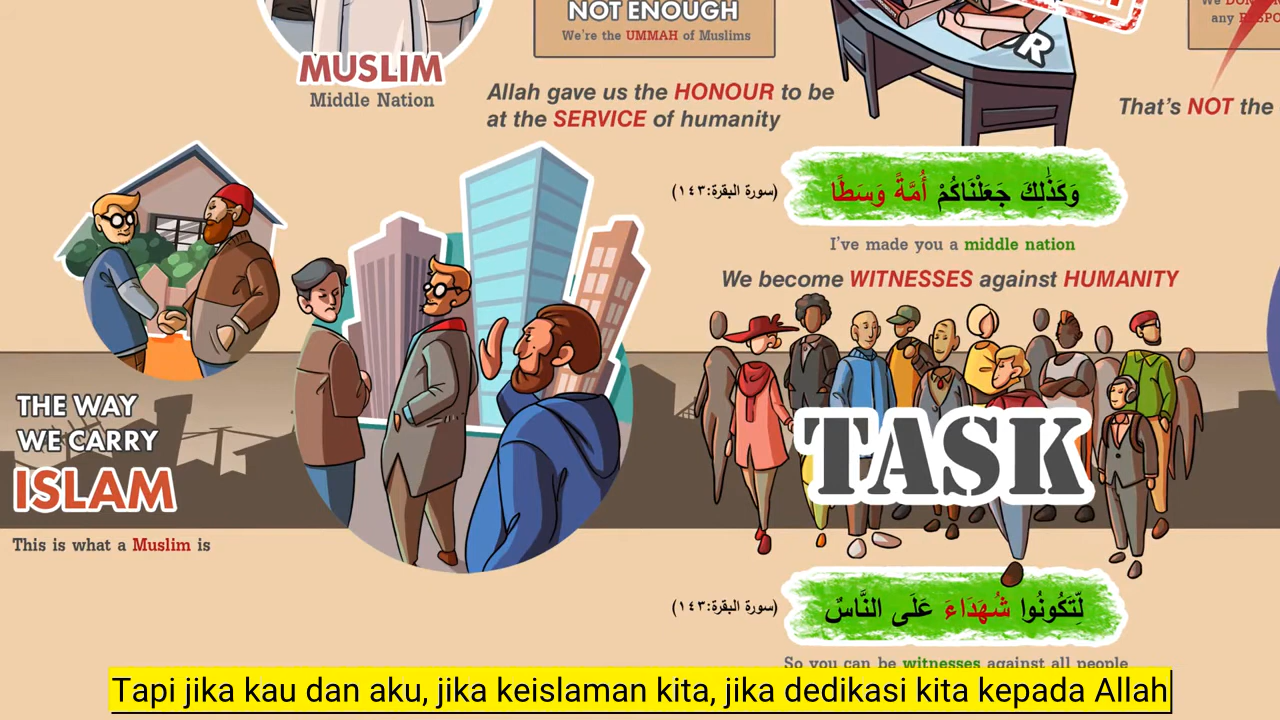 NOT ENOUGH
We're the UMMAH of Muslims
any
MUSLIM
Middle Nation
Allah gave us the HONOUR to be
at the SERVICE of humanity
R
That's NOT the
وَكَذَٰلِكَ جَعَلْنَاكُمْ أُمَّةً وَسَطًا
(سورة البقرة:١٤٣)
I've made you a middle nation
We become WITNESSES against HUMANITY
THE WAY
WE CARRY
ISLAM
This is what a Muslim is
TASK
لِّتَكُونُوا شُهَدَاءَ عَلَى النَّاسِ
(سورة البقرة:١٤٣)
So you can be witnesses against all people
Tapi jika kau dan aku, jika keislaman kita, jika dedikasi kita kepada Allah